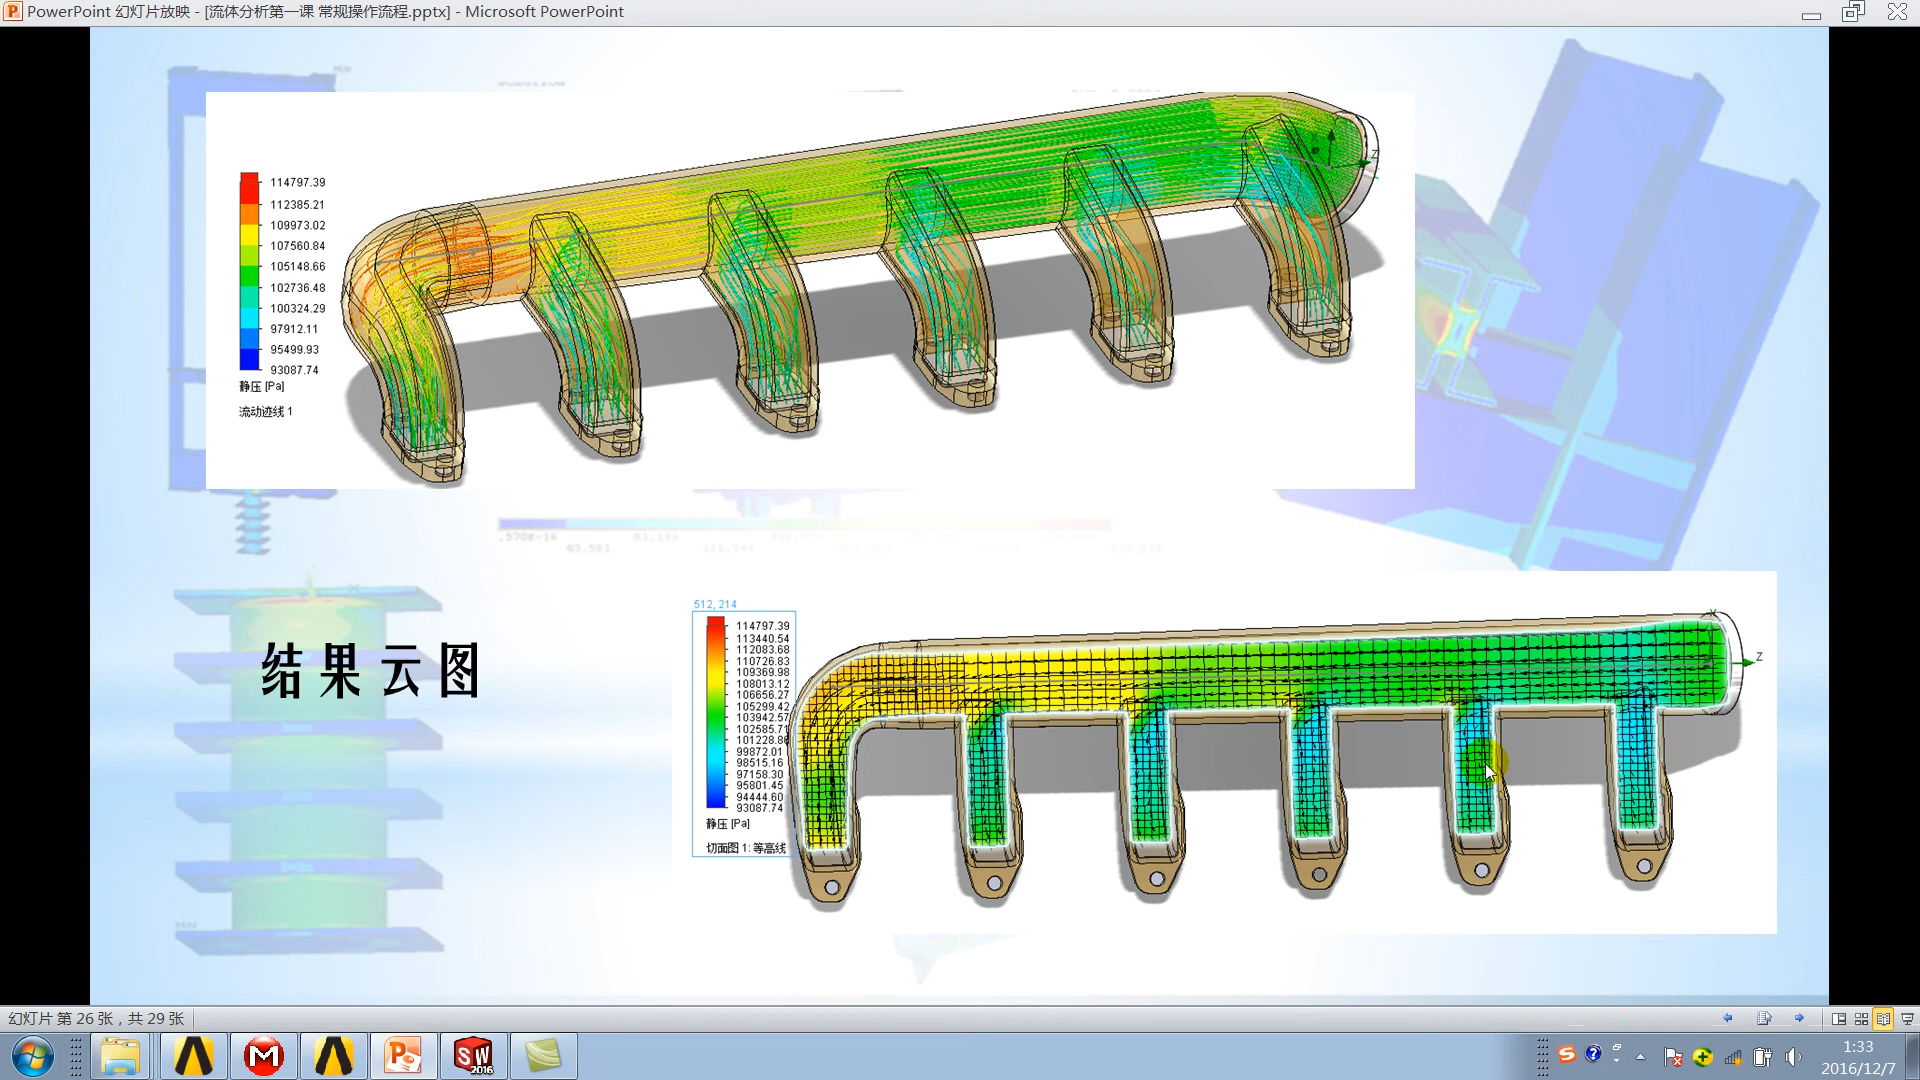 PowerPoint 幻灯片放映 - [流体分析第一课 常规操作流程.pptx] - Microsoft PowerPoint
114797.39
112385.21
109973.02
107560.84
105148.66
102736.48
100324.29
97912.11
95499.93
93087.74
静压 [Pa]
流动迹线 1
Z
结果云图
512, 214
114797.39
113440.54
112083.68
110726.83
109369.98
108013.12
106656.27
105299.42
103942.57
102585.71
101228.86
99872.01
98515.16
97158.30
95801.45
94444.60
93087.74
静压 [Pa]
切面图 1: 等高线
Y
Z
幻灯片 第 26 张，共 29 张
SW
2016
1:33
2016/12/7